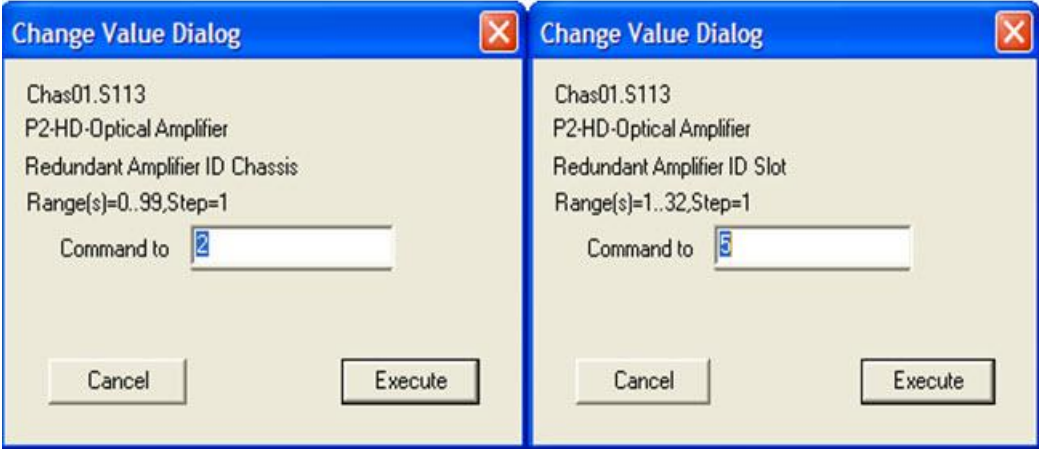 Change Value Dialog
Chas01.S113
P2-HD-Optical Amplifier
Redundant Amplifier ID Chassis
Range(s)=0..99,Step=1
Command to 2
Cancel Execute
Change Value Dialog
Chas01.S113
P2-HD-Optical Amplifier
Redundant Amplifier ID Slot
Range(s)=1..32,Step=1
Command to 5
Cancel Execute